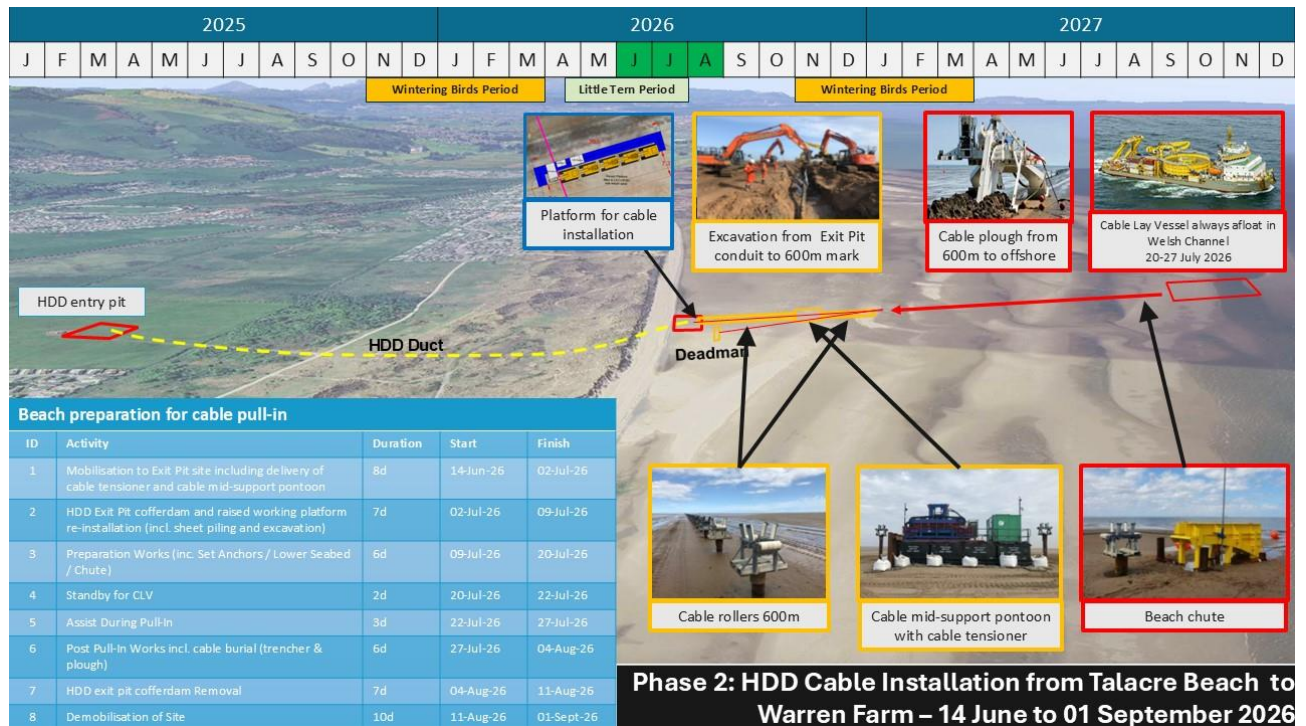 2025 2026 2027
J F M A M J J A S O N D J F M A M J J A S O N D J F M A M J J A S O N D
Wintering Birds Period Little Tern Period Wintering Birds Period
Platform for cable
installation
Excavation from Exit Pit
conduit to 600m mark
Cable plough from
600m to offshore
Cable Lay Vessel always afloat in
Welsh Channel
20-27 July 2026
HDD entry pit
HDD Duct
Deadman
Beach preparation for cable pull-in
ID Activity Duration Start Finish
1 Mobilisation to Exit Pit site including delivery of
cable tensioner and cable mid-support pontoon 8d 14-Jun-26 02-Jul-26
2 HDD Exit Pit cofferdam and raised working platform
re-installation (incl. sheet piling and excavation) 7d 02-Jul-26 09-Jul-26
3 Preparation Works (inc. Set Anchors / Lower Seabed
/ Chute) 6d 09-Jul-26 20-Jul-26
4 Standby for CLV 2d 20-Jul-26 22-Jul-26
5 Assist During Pull-In 3d 22-Jul-26 27-Jul-26
6 Post Pull-In Works incl. cable burial (trencher &
plough) 6d 27-Jul-26 04-Aug-26
7 HDD exit pit cofferdam Removal 7d 04-Aug-26 11-Aug-26
8 Demobilisation of Site 10d 11-Aug-26 01-Sept-26
Cable rollers 600m
Cable mid-support pontoon
with cable tensioner
Beach chute
Phase 2: HDD Cable Installation from Talacre Beach to
Warren Farm – 14 June to 01 September 2026